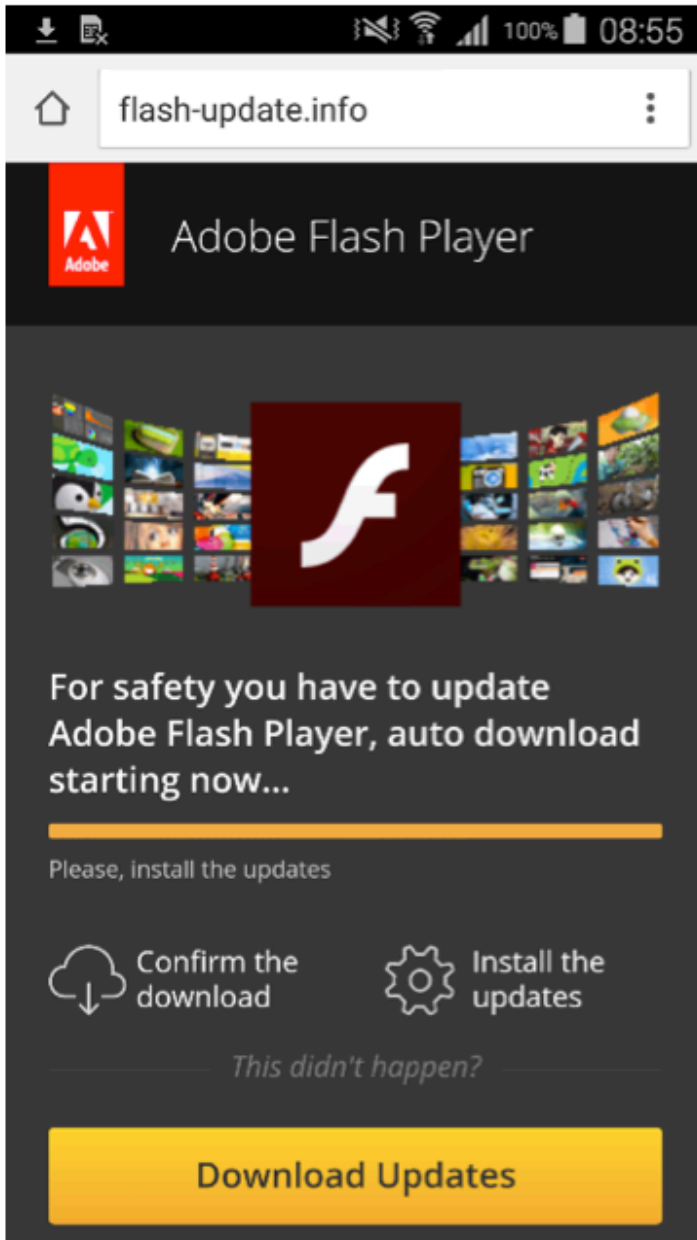 100% 08:55
flash-update.info
Adobe
Adobe Flash Player
For safety you have to update
Adobe Flash Player, auto download
starting now...
Please, install the updates
Confirm the
download
Install the
updates
This didn't happen?
Download Updates